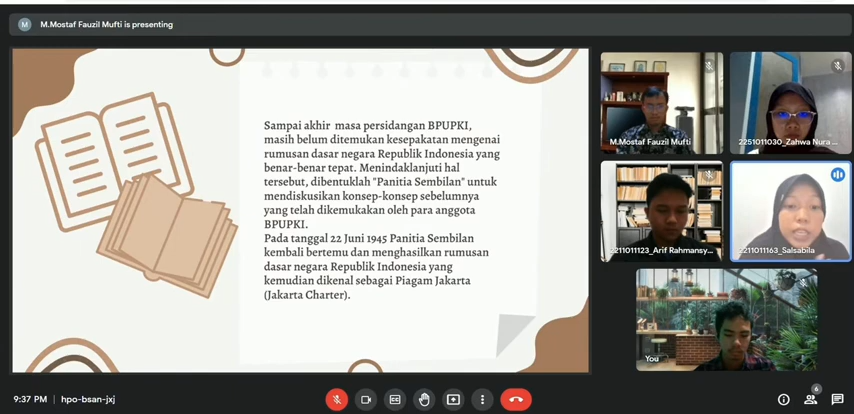 M
M.Mostaf Fauzil Mufti is presenting
Sampai akhir masa persidangan BPUPKI,
masih belum ditemukan kesepakatan mengenai
rumusan dasar negara Republik Indonesia yang
benar-benar tepat. Menindaklanjuti hal
tersebut, dibentuklah "Panitia Sembilan" untuk
mendiskusikan konsep-konsep sebelumnya
yang telah dikemukakan oleh para anggota
BPUPKI.
Pada tanggal 22 Juni 1945 Panitia Sembilan
kembali bertemu dan menghasilkan rumusan
dasar negara Republik Indonesia yang
kemudian dikenal sebagai Piagam Jakarta
(Jakarta Charter).
M.Mostaf Fauzil Mufti
2251011030_Zahwa Nura ...
2211011123_Arif Rahmansy...
2211011163_Salsabila
You
9:37 PM | hpo-bsan-jxj
CC
6